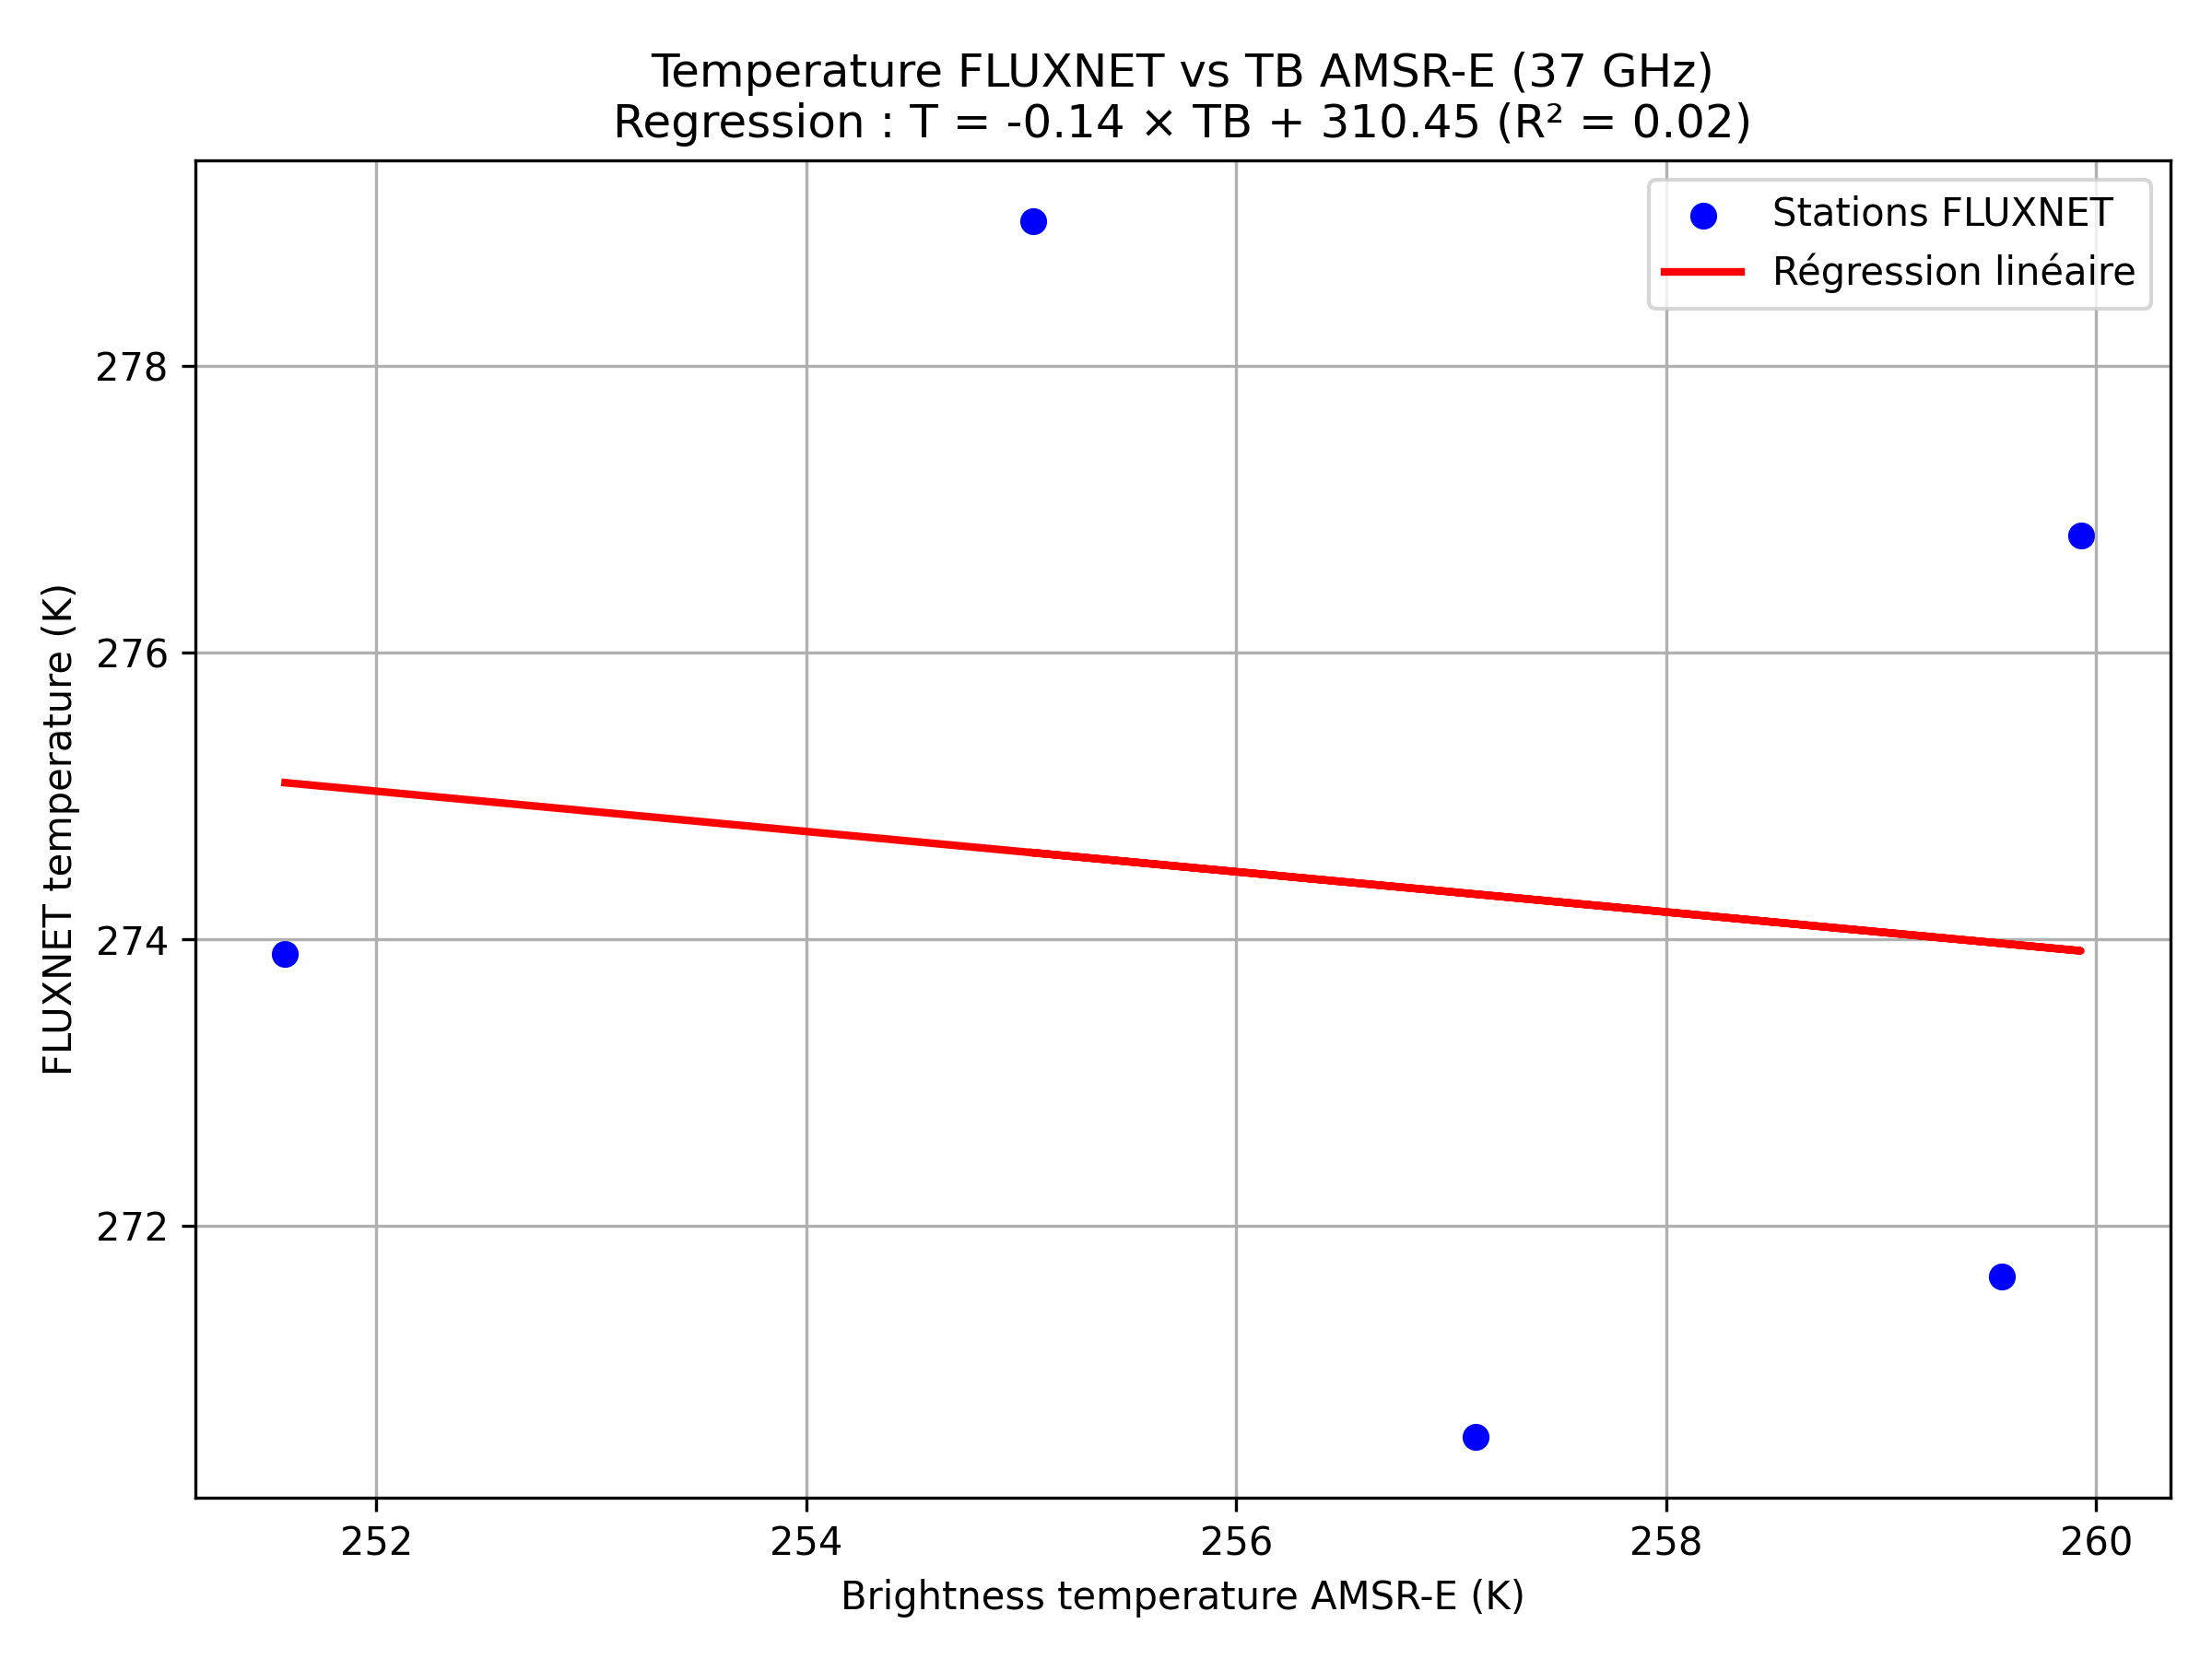 Temperature FLUXNET vs TB AMSR-E (37 GHz)
Regression : T = -0.14 × TB + 310.45 (R² = 0.02)
Stations FLUXNET
Régression linéaire
278
276
274
272
FLUXNET temperature (K)
252 254 256 258 260
Brightness temperature AMSR-E (K)